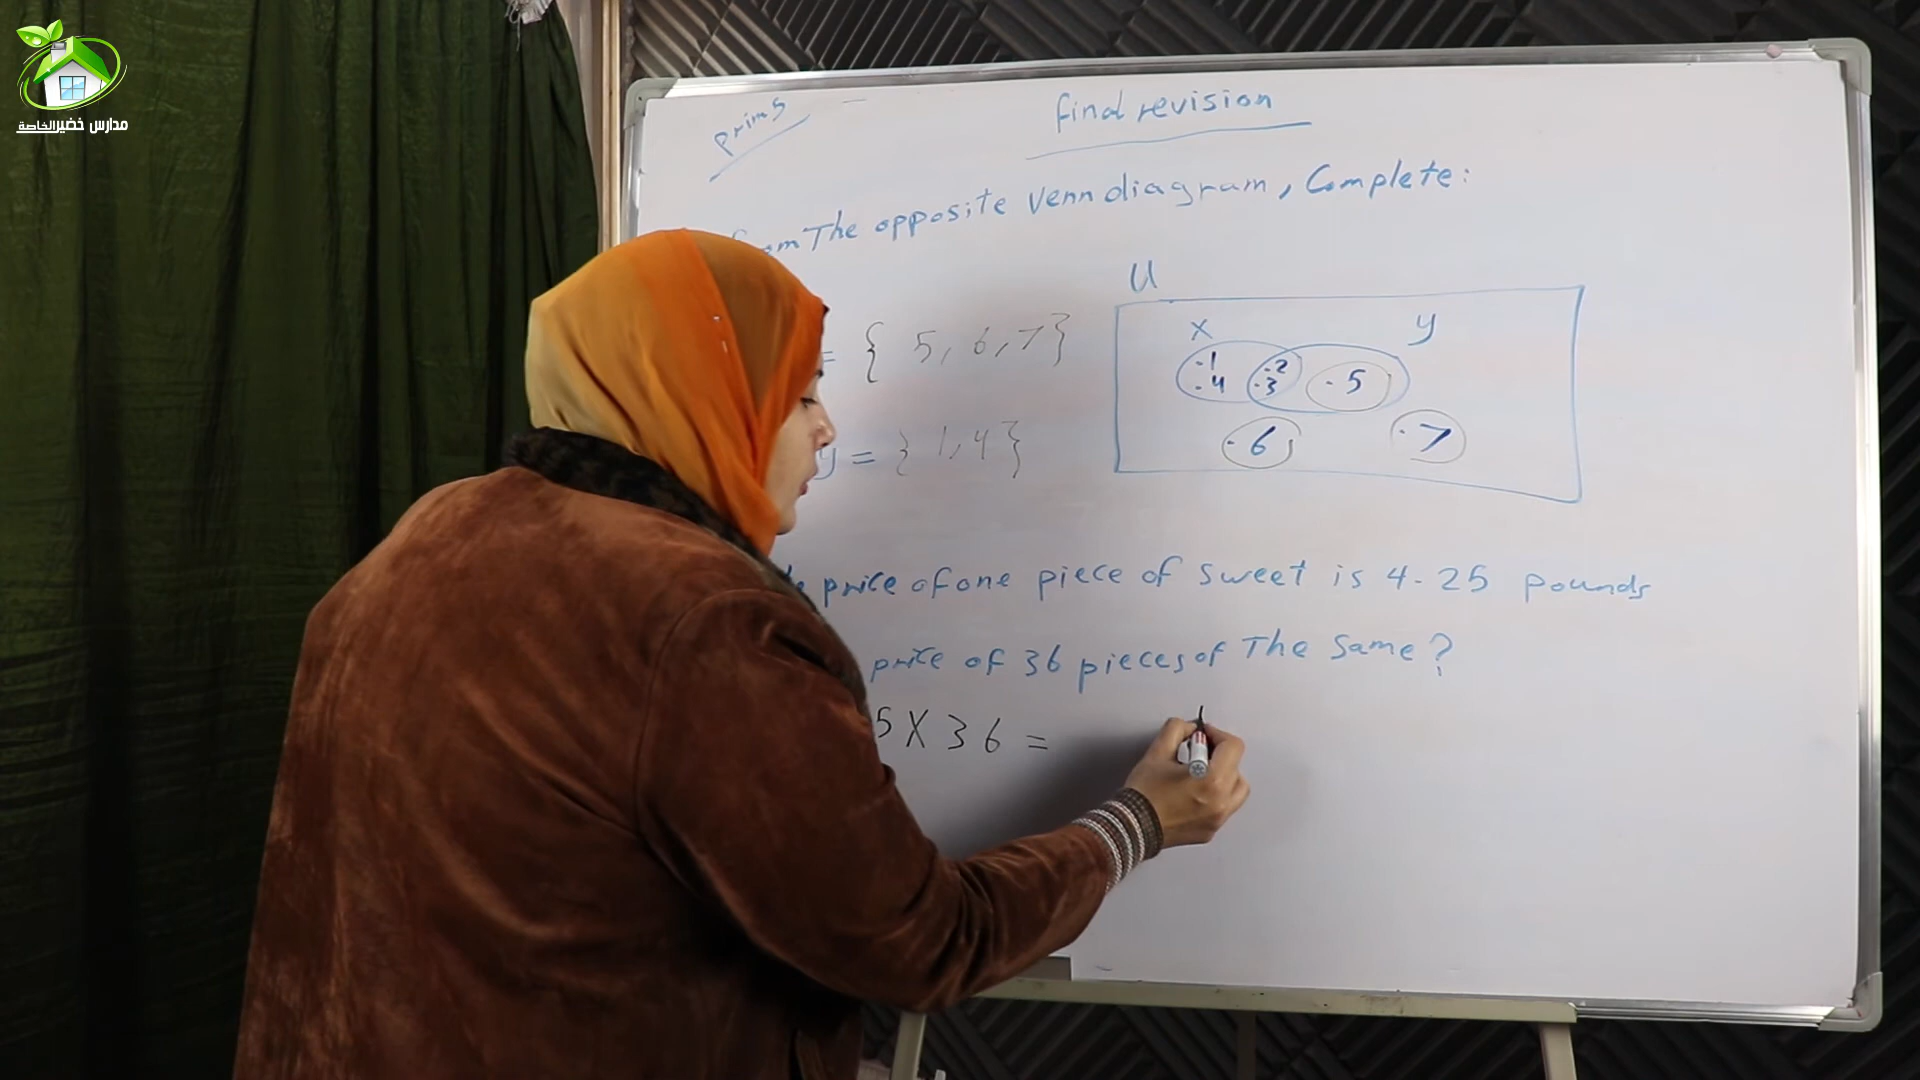 مدارس خضير الخاصة
prim5
final revision
The opposite Venn diagram, Complete:
U
= { 5, 6, 7}
x y
.1 .2 .5
.4 .3
y = { 1, 4 }
.6 .7
price of one piece of sweet is 4.25 pounds
price of 36 pieces of The same?
5 X 36 =